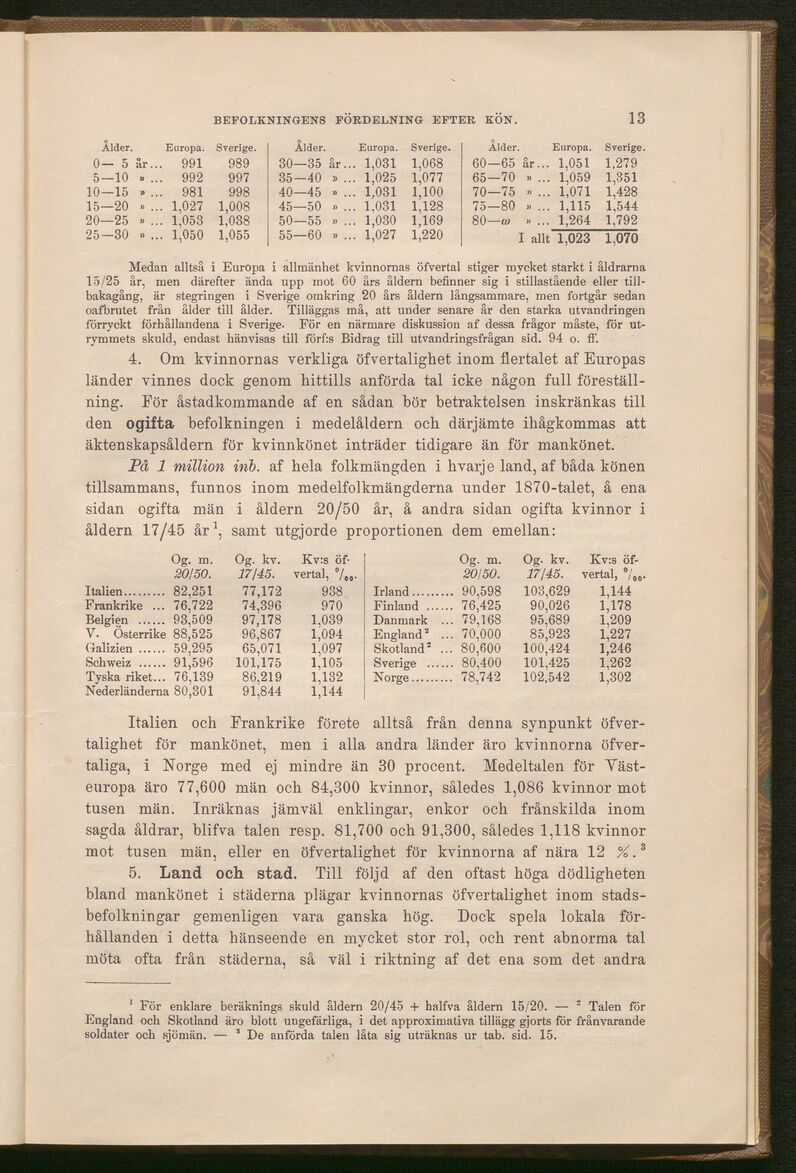 BEFOLKNINGENS FÖRDELNING EFTER KÖN. 13
Ålder. Europa. Sverige. Ålder. Europa. Sverige. Ålder. Europa. Sverige.
0— 5 år... 991 989 30—35 år... 1,031 1,068 60—65 år... 1,051 1,279
5—10 » ... 992 997 35—40 » ... 1,025 1,077 65—70 » ... 1,059 1,351
10—15 » ... 981 998 40—45 » ... 1,031 1,100 70—75 » ... 1,071 1,428
15—20 » ... 1,027 1,008 45—50 » ... 1,031 1,128 75—80 » ... 1,115 1,544
20—25 » ... 1,053 1,038 50—55 » ... 1,030 1,169 80—ω » ... 1,264 1,792
25—30 » ... 1,050 1,055 55—60 » ... 1,027 1,220 I allt 1,023 1,070
Medan alltså i Europa i allmänhet kvinnornas öfvertal stiger mycket starkt i åldrarna
15/25 år, men därefter ända upp mot 60 års åldern befinner sig i stillastående eller till-
bakagång, är stegringen i Sverige omkring 20 års åldern långsammare, men fortgår sedan
oafbrutet från ålder till ålder. Tilläggas må, att under senare år den starka utvandringen
förryckt förhållandena i Sverige. För en närmare diskussion af dessa frågor måste, för ut-
rymmets skuld, endast hänvisas till förf:s Bidrag till utvandringsfrågan sid. 94 o. ff.
4. Om kvinnornas verkliga öfvertalighet inom flertalet af Europas
länder vinnes dock genom hittills anförda tal icke någon full föreställ-
ning. För åstadkommande af en sådan bör betraktelsen inskränkas till
den ogifta befolkningen i medelåldern och därjämte ihågkommas att
äktenskapsåldern för kvinnkönet inträder tidigare än för mankönet.
På 1 million inb. af hela folkmängden i hvarje land, af båda könen
tillsammans, funnos inom medelfolkmängderna under 1870-talet, å ena
sidan ogifta män i åldern 20/50 år, å andra sidan ogifta kvinnor i
åldern 17/45 år¹, samt utgjorde proportionen dem emellan:
Og. m. Og. kv. Kv:s öf- Og. m. Og. kv. Kv:s öf-
20/50. 17/45. vertal, ⁰/₀₀. 20/50. 17/45. vertal, ⁰/₀₀.
Italien......... 82,251 77,172 938 Irland......... 90,598 103,629 1,144
Frankrike ... 76,722 74,396 970 Finland ...... 76,425 90,026 1,178
Belgien ...... 93,509 97,178 1,039 Danmark ... 79,168 95,689 1,209
V. Österrike 88,525 96,867 1,094 England² ... 70,000 85,923 1,227
Galizien ...... 59,295 65,071 1,097 Skotland² ... 80,600 100,424 1,246
Schweiz ...... 91,596 101,175 1,105 Sverige ...... 80,400 101,425 1,262
Tyska riket... 76,139 86,219 1,132 Norge......... 78,742 102,542 1,302
Nederländerna 80,301 91,844 1,144
Italien och Frankrike förete alltså från denna synpunkt öfver-
talighet för mankönet, men i alla andra länder äro kvinnorna öfver-
taliga, i Norge med ej mindre än 30 procent. Medeltalen för Väst-
europa äro 77,600 män och 84,300 kvinnor, således 1,086 kvinnor mot
tusen män. Inräknas jämväl enklingar, enkor och frånskilda inom
sagda åldrar, blifva talen resp. 81,700 och 91,300, således 1,118 kvinnor
mot tusen män, eller en öfvertalighet för kvinnorna af nära 12 %.³
5. Land och stad. Till följd af den oftast höga dödligheten
bland mankönet i städerna plägar kvinnornas öfvertalighet inom stads-
befolkningar gemenligen vara ganska hög. Dock spela lokala för-
hållanden i detta hänseende en mycket stor rol, och rent abnorma tal
möta ofta från städerna, så väl i riktning af det ena som det andra
¹ För enklare beräknings skuld åldern 20/45 + halfva åldern 15/20. — ² Talen för
England och Skotland äro blott ungefärliga, i det approximativa tillägg gjorts för frånvarande
soldater och sjömän. — ³ De anförda talen låta sig uträknas ur tab. sid. 15.